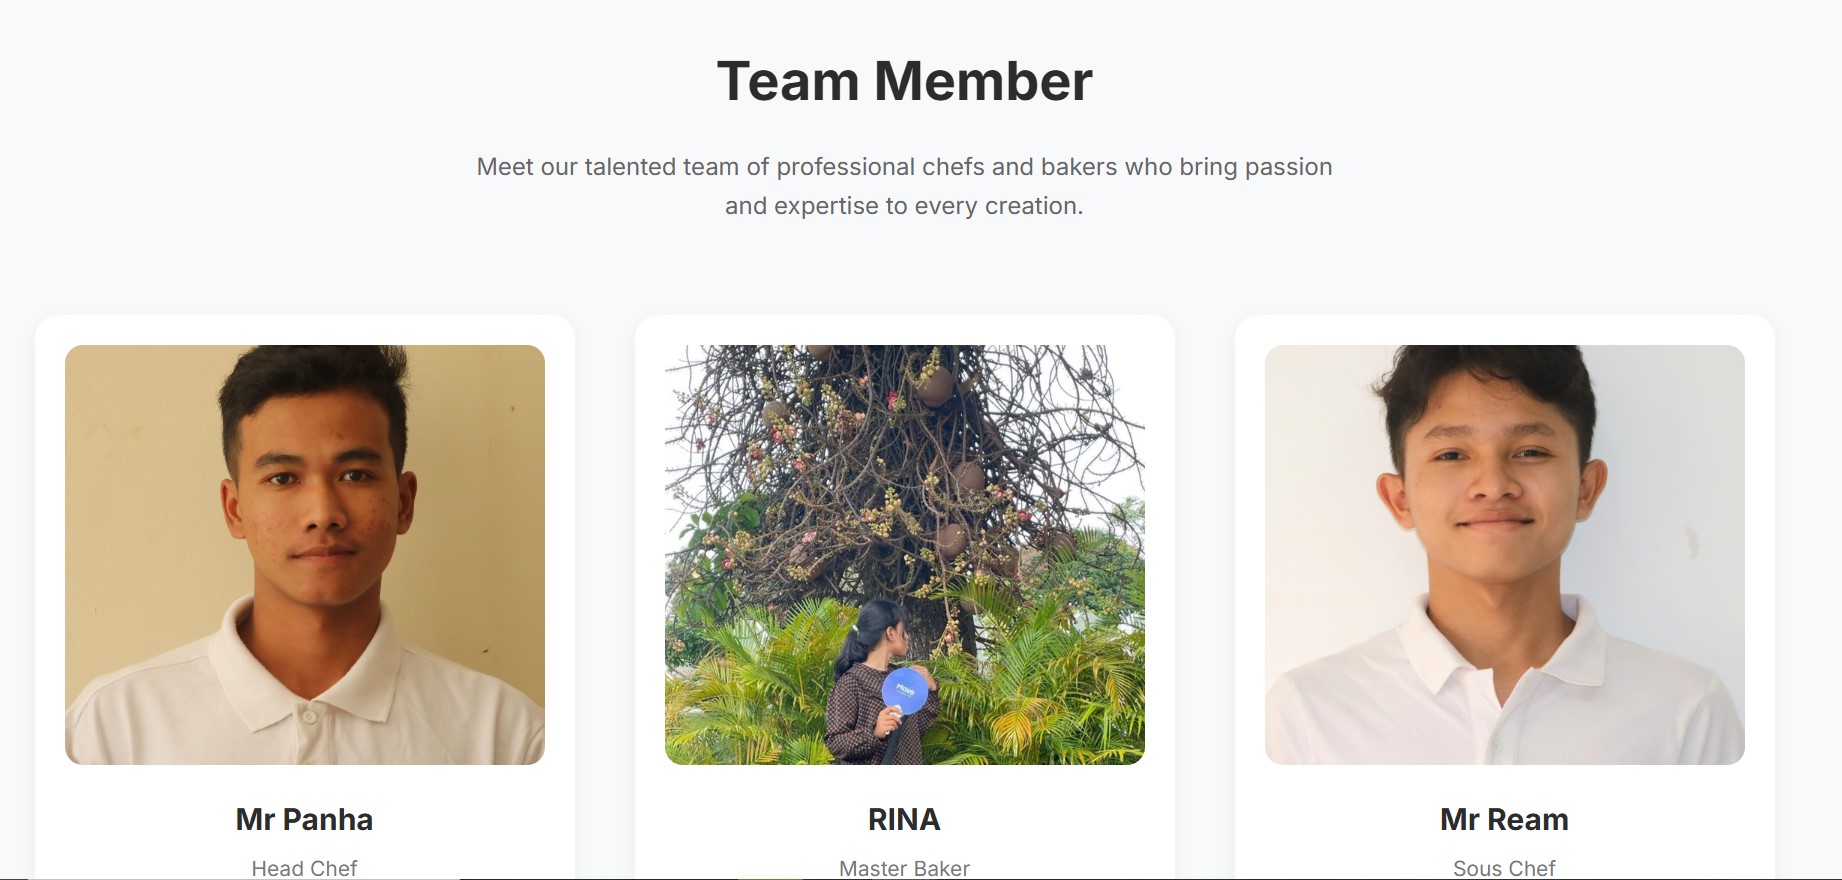 Team Member
Meet our talented team of professional chefs and bakers who bring passion
and expertise to every creation.
Mr Panha
Head Chef
RINA
Master Baker
Mr Ream
Sous Chef